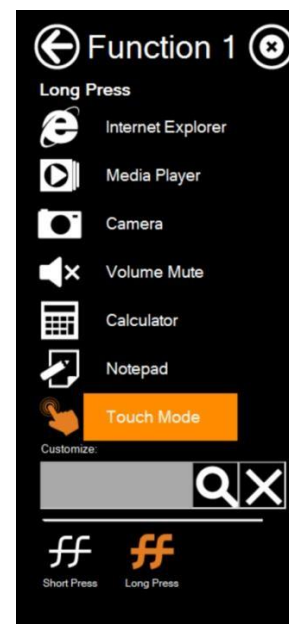 Function 1
Long Press
Internet Explorer
Media Player
Camera
Volume Mute
Calculator
Notepad
Touch Mode
Customize:
Short Press
Long Press